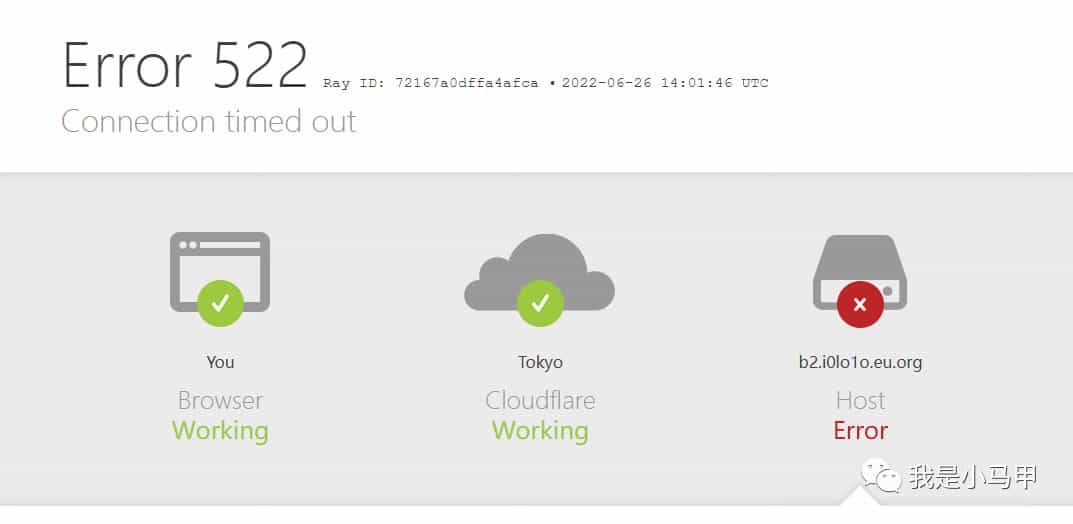 Error 522 Ray ID: 72167a0dffa4afca • 2022-06-26 14:01:46 UTC
Connection timed out
You
Browser
Working
Tokyo
Cloudflare
Working
b2.i0lo1o.eu.org
Host
Error
我是小马甲